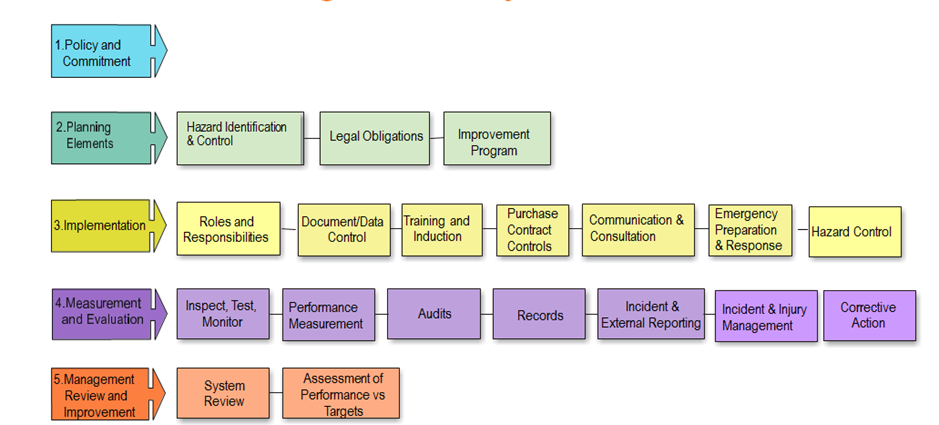 1.Policy and
Commitment
2.Planning
Elements
Hazard Identification
& Control
Legal Obligations
Improvement
Program
3.Implementation
Roles and
Responsibilities
Document/Data
Control
Training and
Induction
Purchase
Contract
Controls
Communication &
Consultation
Emergency
Preparation
& Response
Hazard Control
4.Measurement
and Evaluation
Inspect, Test,
Monitor
Performance
Measurement
Audits
Records
Incident &
External Reporting
Incident & Injury
Management
Corrective
Action
5.Management
Review and
Improvement
System
Review
Assessment of
Performance vs
Targets